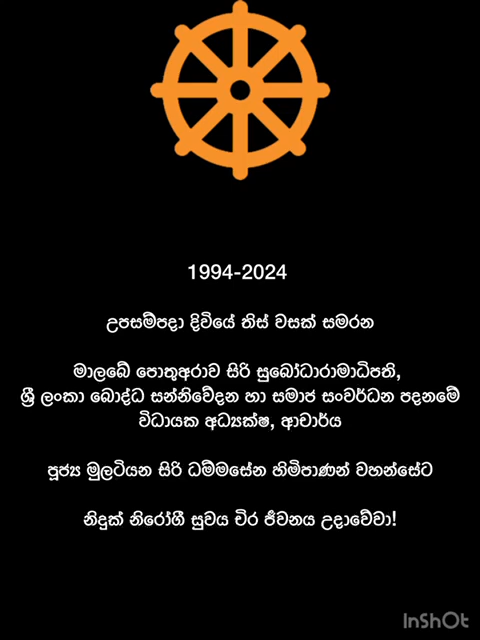 1994-2024
උපසම්පදා දිවියේ තිස් වසක් සමරන
මාලබේ පොතුඅරාව සිරි සුබෝධාරාමාධිපති,
ශ්‍රී ලංකා බෞද්ධ සන්නිවේදන හා සමාජ සංවර්ධන පදනමේ
විධායක අධ්‍යක්ෂ, ආචාර්ය
පූජ්‍ය මුලටියන සිරි ධම්මසේන හිමිපාණන් වහන්සේට
නිදුක් නිරෝගී සුවය චිර ජීවනය උදාවේවා!
InShOt